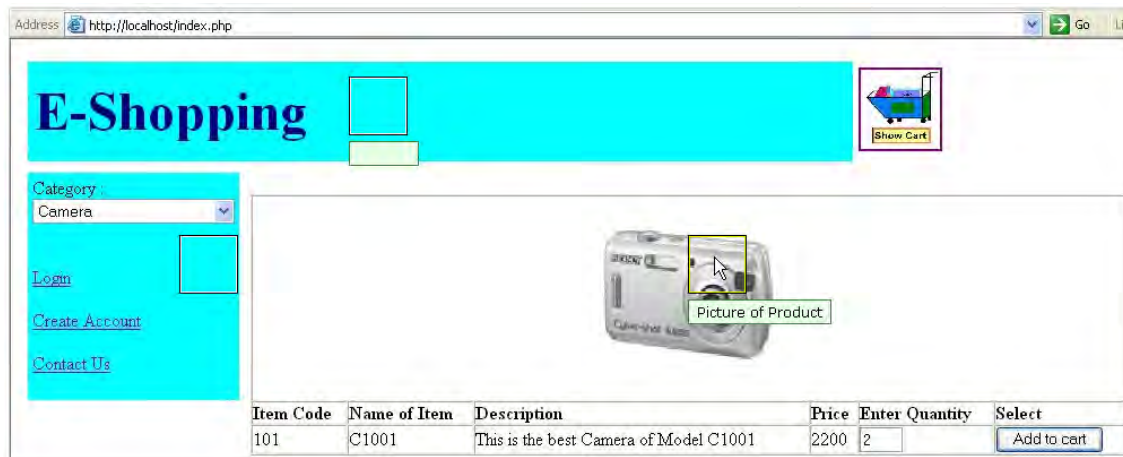 Address http://localhost/index.php Go
E-Shopping
Show Cart
Category :
Camera
Login
Create Account
Contact Us
Picture of Product
Item Code Name of Item Description Price Enter Quantity Select
101 C1001 This is the best Camera of Model C1001 2200 2 Add to cart